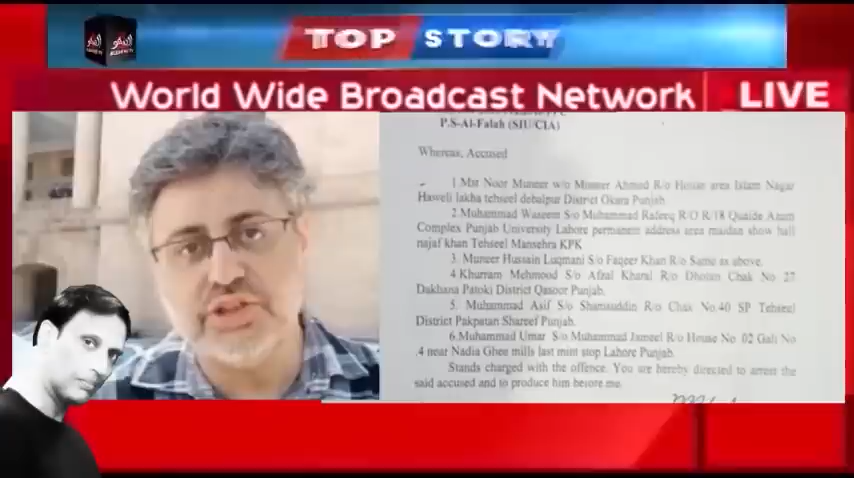 TOP STORY
World Wide Broadcast Network LIVE
P.S-Al-Falah (SIU/CIA)
Whereas, Accused
1.Mst Noor Muneer w/o Muneer Ahmad R/o House area Islam Nagar
Haweli lakha tehseel debalpur District Okara Punjab
2.Muhammad Waseem S/o Muhammad Rafeeq R/O R/18 Quaide Azam
Complex Punjab University Lahore permanent address area maidan show hall
najaf khan Tehseel Mansehra KPK
3. Muneer Hussain Luqmani S/o Faqeer Khan R/o Same as above.
4.Khurram Mehmood S/o Afzal Kharal R/o Dhotan Chak No 27
Dakhana Patoki District Qasoor Punjab.
5. Muhammad Asif S/o Shamsuddin R/o Chak No.40 SP Tehseel
District Pakpatan Shareef Punjab.
6.Muhammad Umar S/o Muhammad Jameel R/o House No. 02 Gali No
.4 near Nadia Ghee mills last mint stop Lahore Punjab.
Stands charged with the offence. You are hereby directed to arrest the
said accused and to produce him before me.